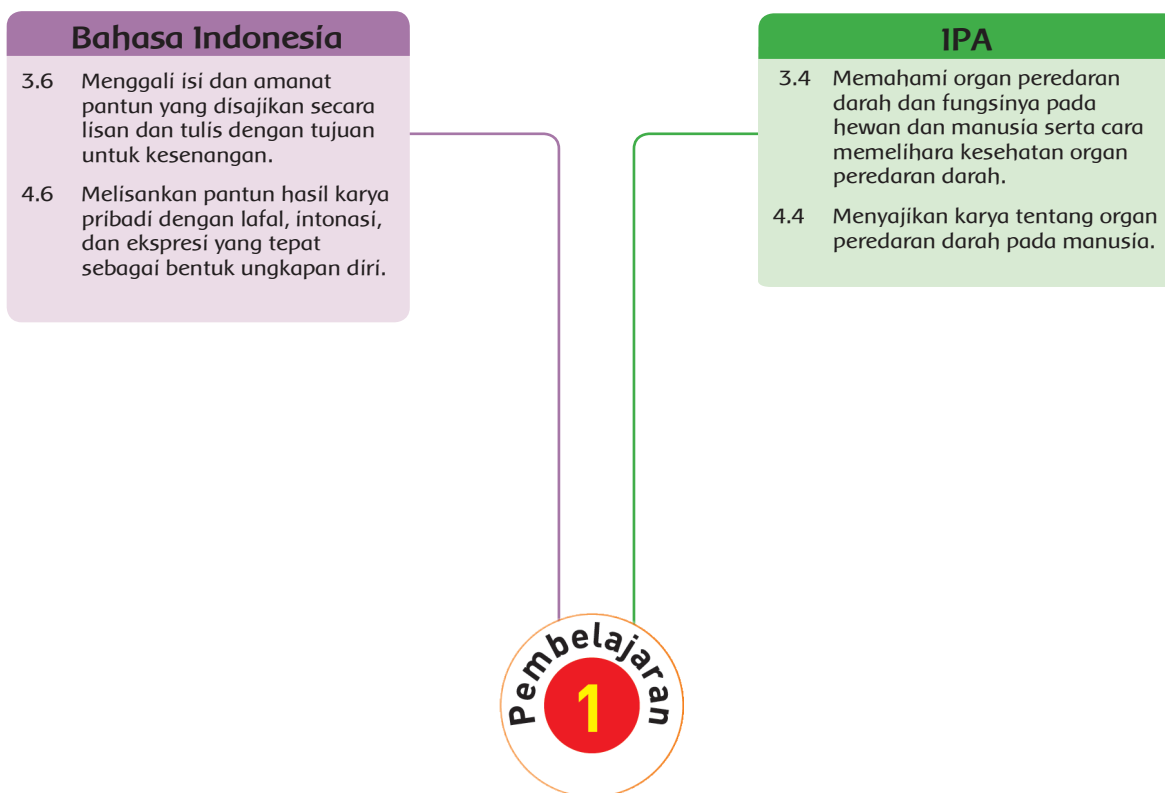 Bahasa Indonesia
3.6 Menggali isi dan amanat
pantun yang disajikan secara
lisan dan tulis dengan tujuan
untuk kesenangan.
4.6 Melisankan pantun hasil karya
pribadi dengan lafal, intonasi,
dan ekspresi yang tepat
sebagai bentuk ungkapan diri.
IPA
3.4 Memahami organ peredaran
darah dan fungsinya pada
hewan dan manusia serta cara
memelihara kesehatan organ
peredaran darah.
4.4 Menyajikan karya tentang organ
peredaran darah pada manusia.
Pembelajaran
1